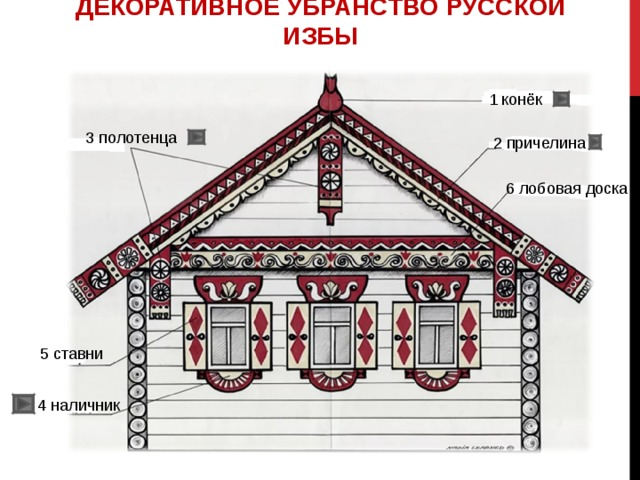 ДЕКОРАТИВНОЕ УБРАНСТВО РУССКОЙ
ИЗБЫ
1 конёк
3 полотенца
2 причелина
6 лобовая доска
5 ставни
4 наличник